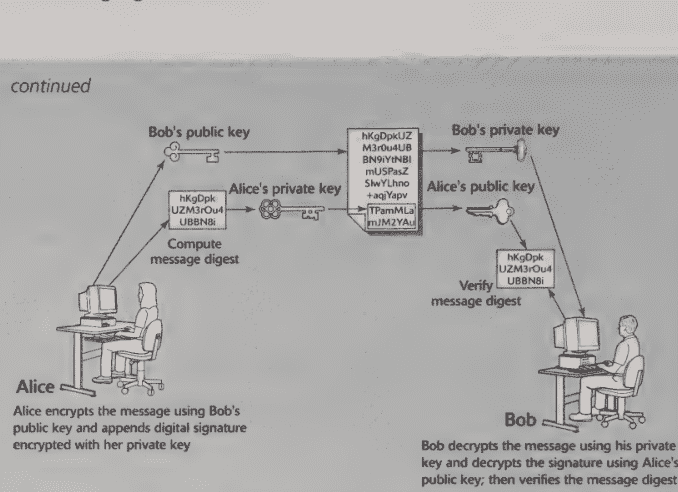 continued
Bob's public key
hKgDpkUZ
M3r0u4UB
BN9iYtNBI
mUSPasZ
SlwYLhno
+aqjYapv
TPamMLa
mJM2YAu
Bob's private key
hKgDpk
UZM3rOu4
UBBN8i
Compute
message digest
Alice's private key
Alice's public key
hKgDpk
UZM3rOu4
UBBN8i
Verify
message digest
Alice
Alice encrypts the message using Bob's
public key and appends digital signature
encrypted with her private key
Bob
Bob decrypts the message using his private
key and decrypts the signature using Alice's
public key; then verifies the message digest